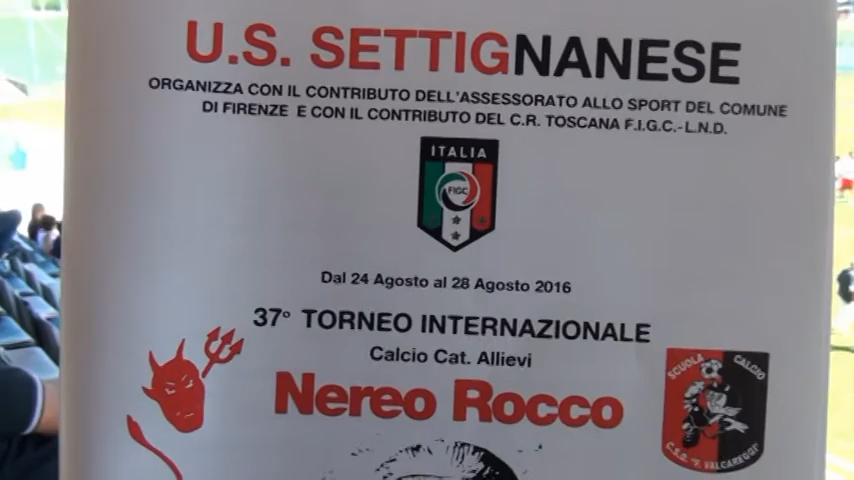 U.S. SETTIGNANESE
ORGANIZZA CON IL CONTRIBUTO DELL'ASSESSORATO ALLO SPORT DEL COMUNE
DI FIRENZE E CON IL CONTRIBUTO DEL C.R. TOSCANA F.I.G.C.-L.N.D.
ITALIA
FIGC
Dal 24 Agosto al 28 Agosto 2016
37° TORNEO INTERNAZIONALE
Calcio Cat. Allievi
Nereo Rocco
SCUOLA CALCIO
C.S.G. "F. VALCAREGGI"